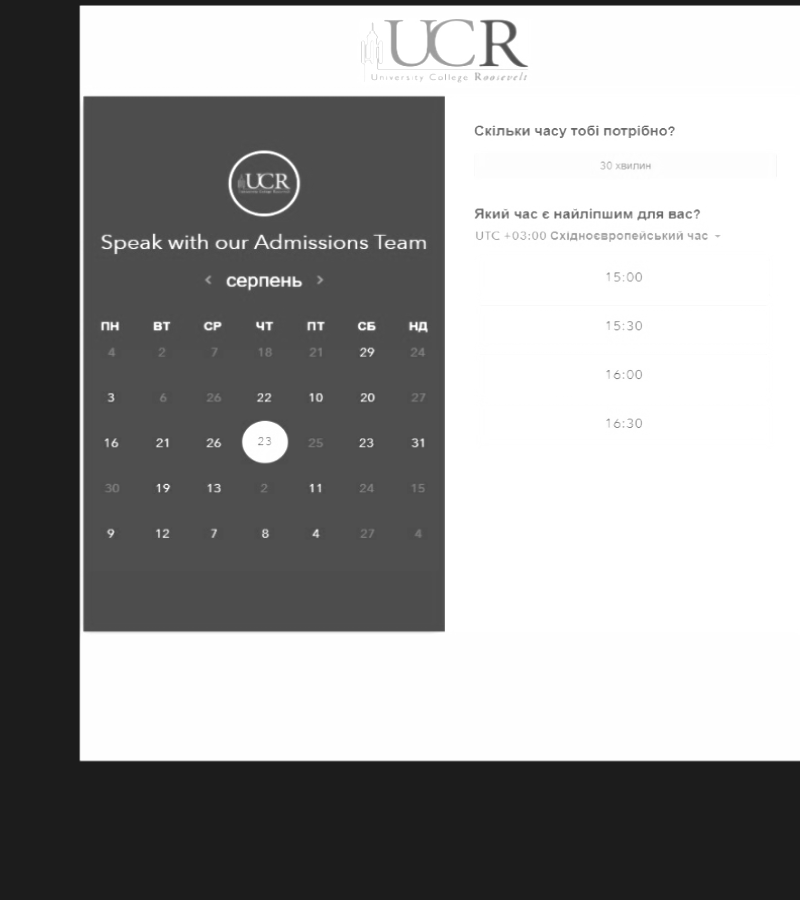 UCR
University College Roosevelt
UCR
Speak with our Admissions Team
< серпень >
ПН ВТ СР ЧТ ПТ СБ НД
4 2 7 18 21 29 24
3 6 26 22 10 20 27
16 21 26 23 25 23 31
30 19 13 2 11 24 15
9 12 7 8 4 27 4
Скільки часу тобі потрібно?
30 хвилин
Який час є найліпшим для вас?
UTC +03:00 Східноєвропейський час
15:00
15:30
16:00
16:30